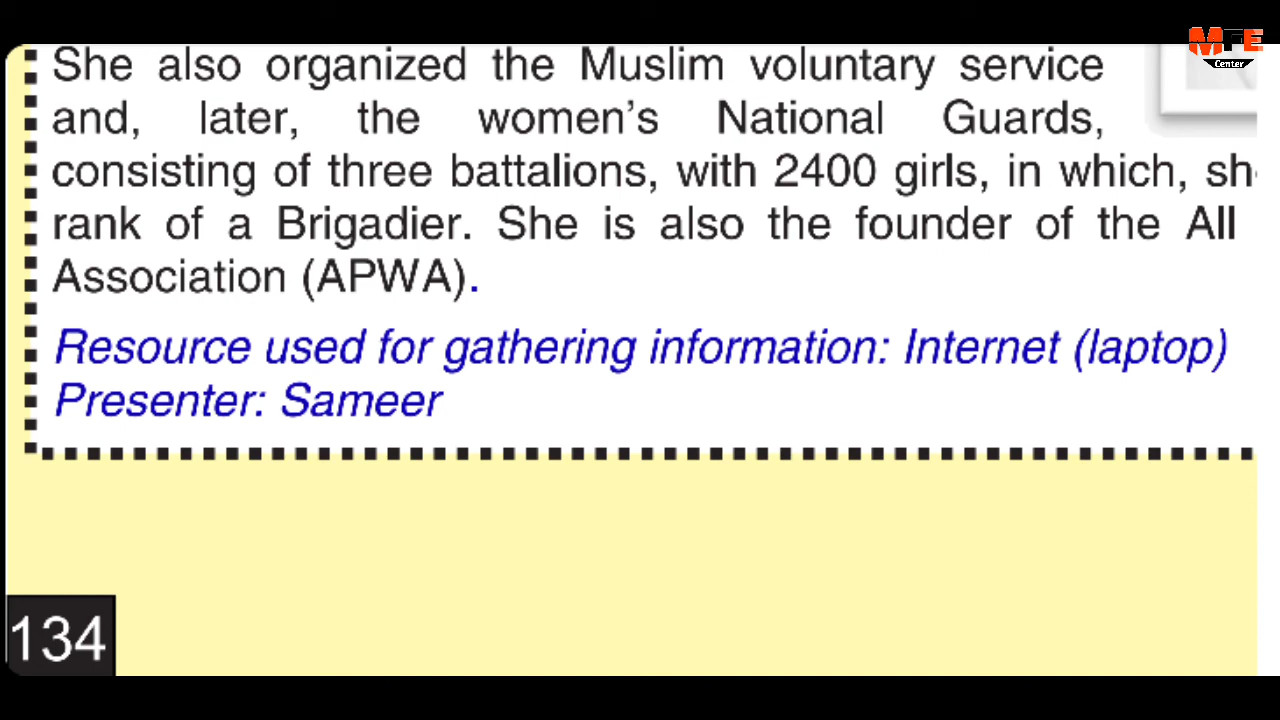 MFE
Center
She also organized the Muslim voluntary service
and, later, the women's National Guards,
consisting of three battalions, with 2400 girls, in which,
rank of a Brigadier. She is also the founder of the All
Association (APWA).
Resource used for gathering information: Internet (laptop)
Presenter: Sameer
134